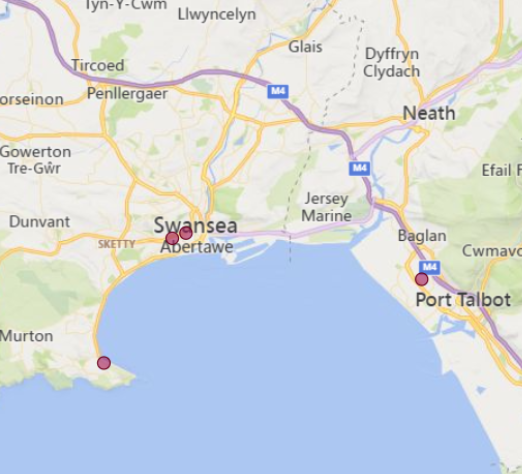 Tyn-Y-Cwm
Llwyncelyn
Glais
Dyffryn
Clydach
Tircoed
orseinon
Penllergaer
M4
Neath
Gowerton
Tre-Gŵr
M4
Efail F
Jersey
Marine
Dunvant
Swansea
SKETTY
Abertawe
Baglan
Cwmavo
M4
Port Talbot
Murton